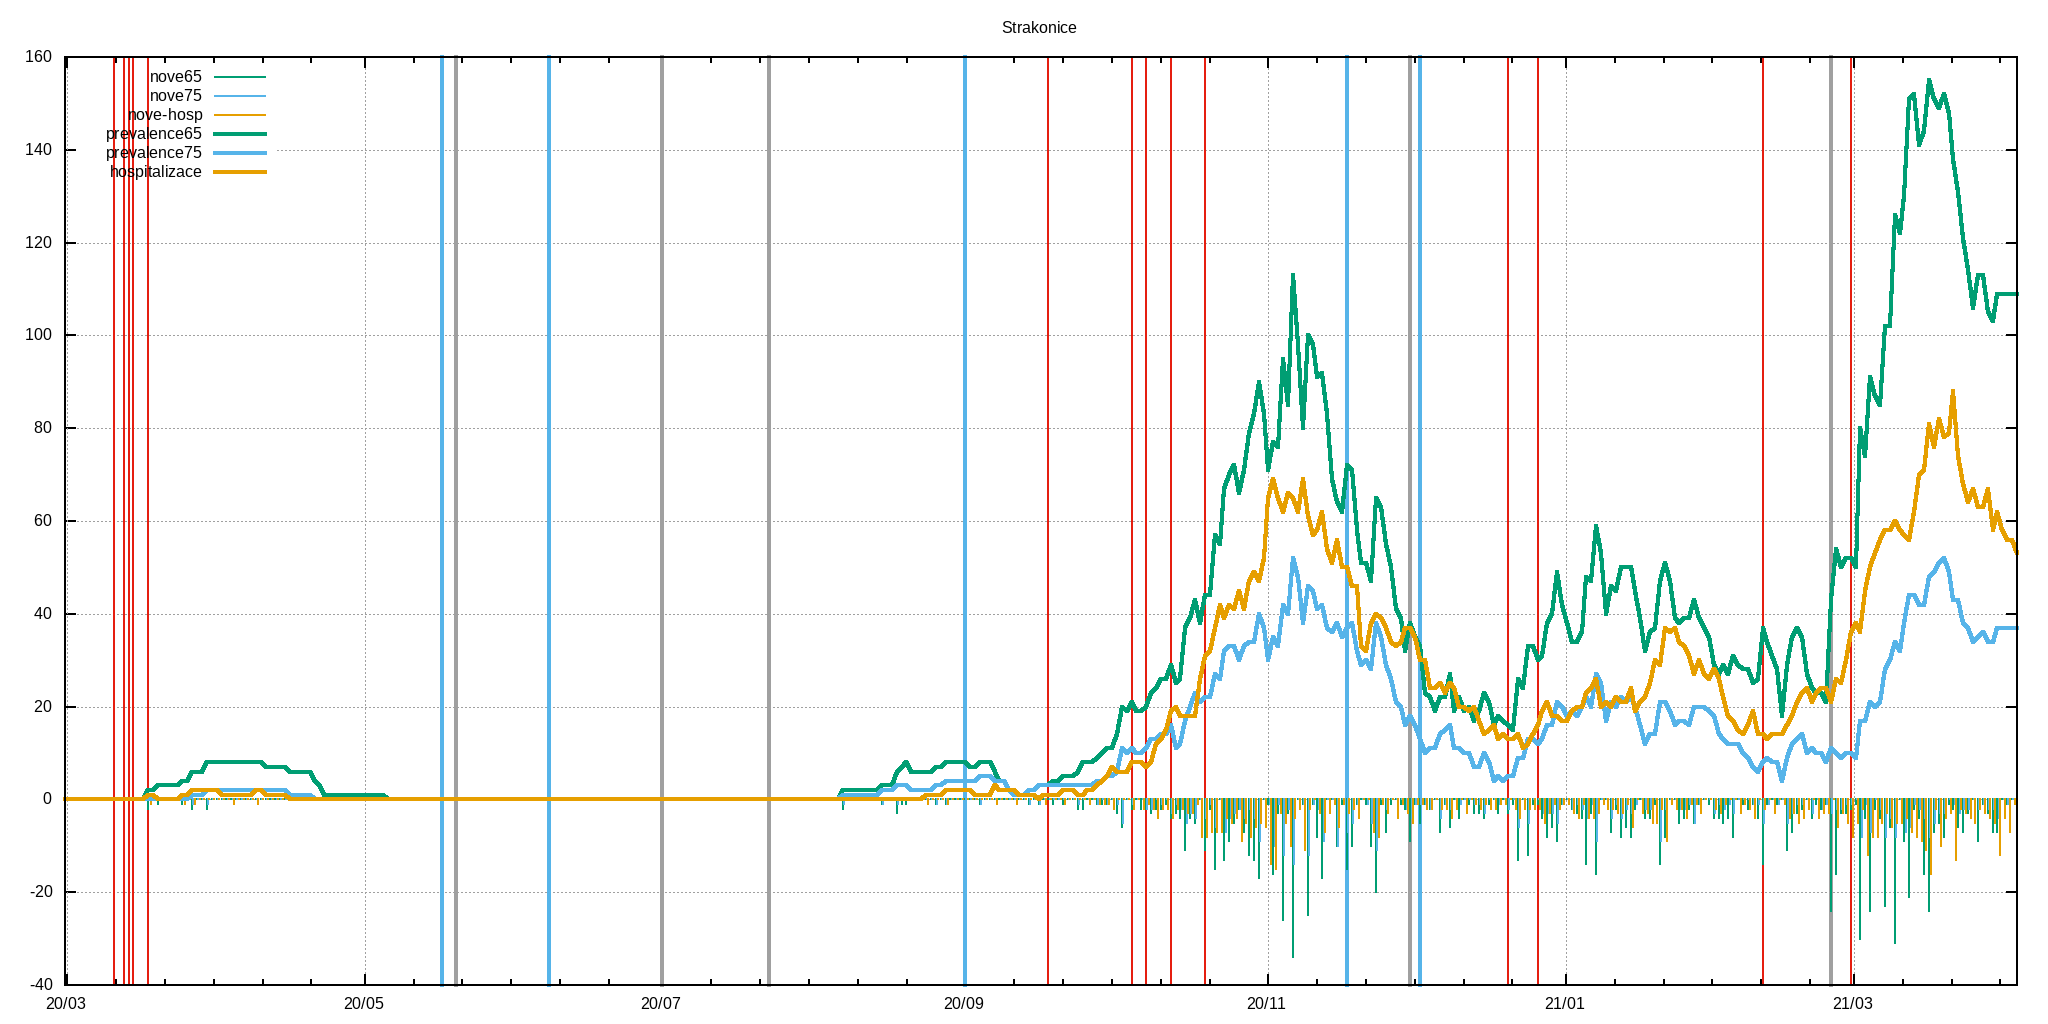 Strakonice
160
140
120
100
80
60
40
20
0
-20
-40
nove65
nove75
nove-hosp
prevalence65
prevalence75
hospitalizace
20/03 20/05 20/07 20/09 20/11 21/01 21/03